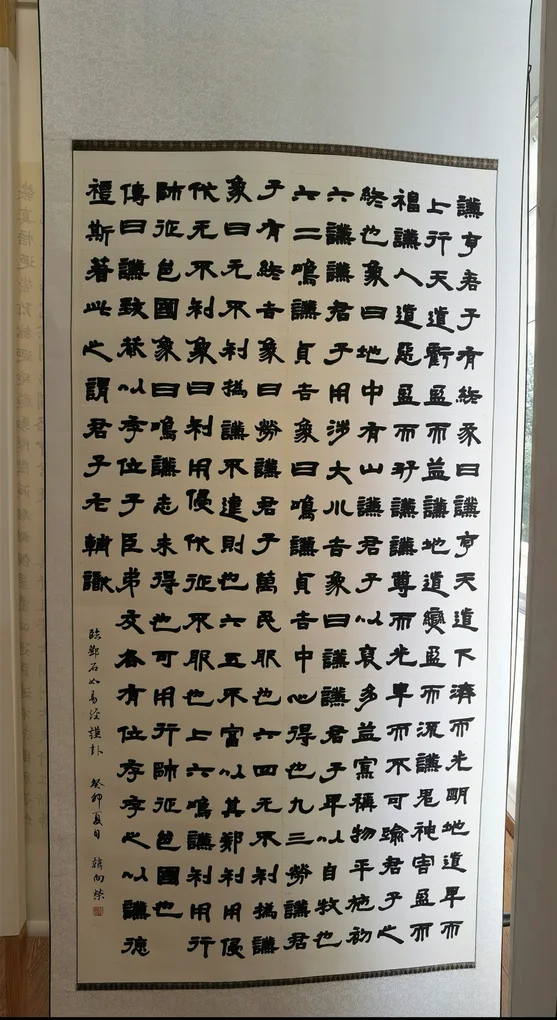 謙亨君子有終彖曰謙亨天道下濟而光明地道卑而
上行天道虧盈而益謙地道變盈而流謙鬼神害盈而
福謙人道惡盈而好謙謙尊而光卑而不可踰君子之
終也象曰地中有山謙君子以裒多益寡稱物平施初
六謙謙君子用涉大川吉象曰謙謙君子卑以自牧也
六二鳴謙貞吉象曰鳴謙貞吉中心得也九三勞謙君
子有終吉象曰勞謙君子萬民服也六四无不利撝謙
象曰无不利撝謙不違則也六五不富以其鄰利用侵
伐无不利象曰利用侵伐征不服也上六鳴謙利用行
師征邑國象曰鳴謙志未得也可用行師征邑國也
傳曰謙致恭以存位子臣弟友各有位存存之以謙德
禮斯著此之謂君子左輔識
臨鄧石如易經謙卦 癸卯夏日 韓向榮